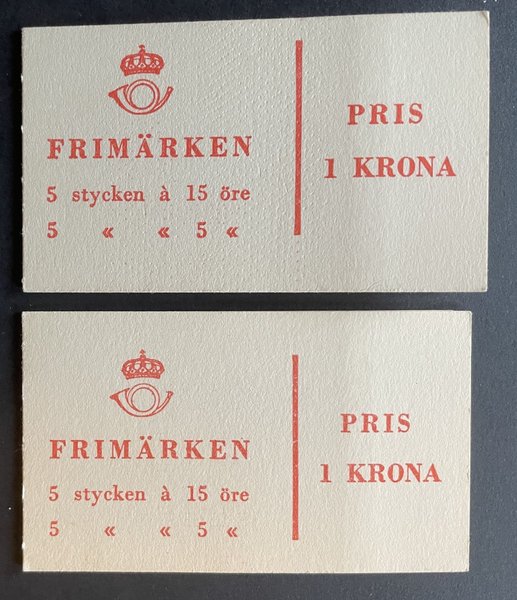 FRIMÄRKEN
5 stycken à 15 öre
5 « « 5 «
PRIS
1 KRONA
FRIMÄRKEN
5 stycken à 15 öre
5 « « 5 «
PRIS
1 KRONA